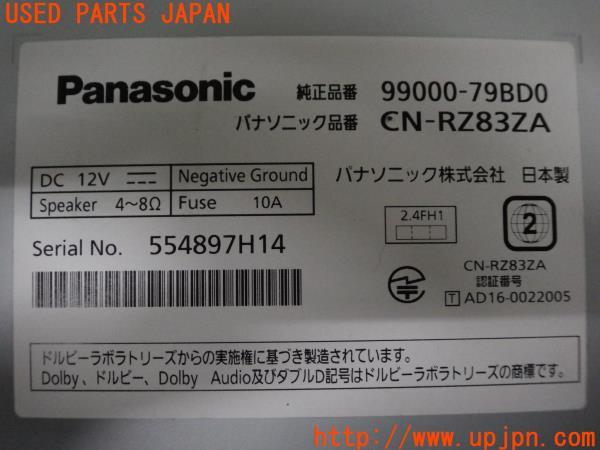 USED PARTS JAPAN
Panasonic 純正品番 99000-79BD0
パナソニック品番 CN-RZ83ZA
DC 12V Negative Ground
Speaker 4~8Ω Fuse 10A
パナソニック株式会社 日本製
Serial No. 554897H14
2.4FH1
2
CN-RZ83ZA
認証番号
T AD16-0022005
ドルビーラボラトリーズからの実施権に基づき製造されています。
Dolby、ドルビー、Dolby Audio及びダブルD記号はドルビーラボラトリーズの商標です。
http://www.upjpn.com/